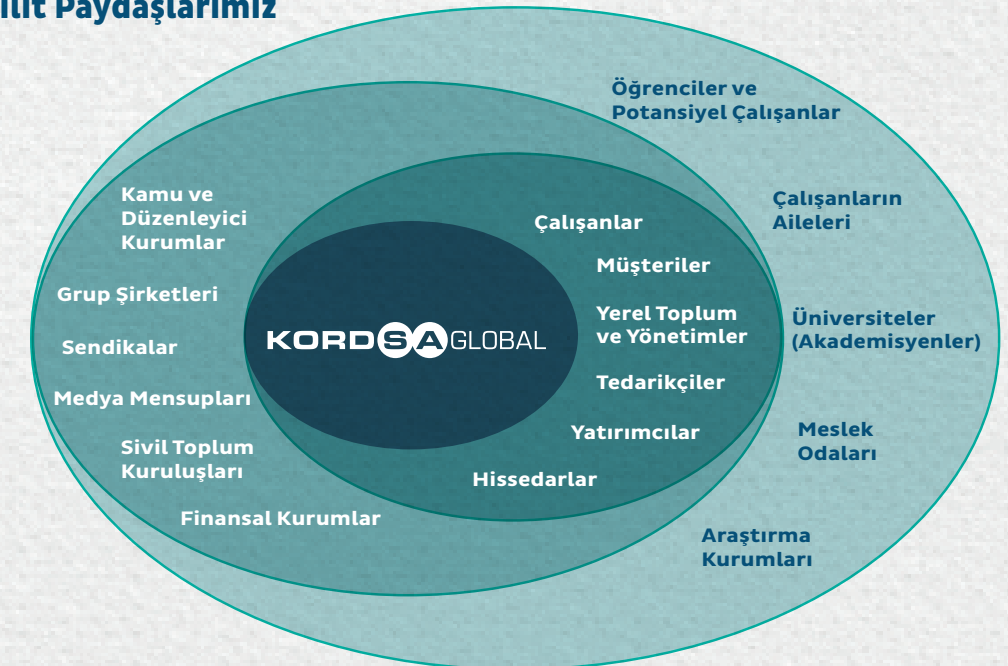 ilit Paydaşlarımız
Öğrenciler ve
Potansiyel Çalışanlar
Çalışanların
Aileleri
Üniversiteler
(Akademisyenler)
Meslek
Odaları
Araştırma
Kurumları
Kamu ve
Düzenleyici
Kurumlar
Grup Şirketleri
Sendikalar
Medya Mensupları
Sivil Toplum
Kuruluşları
Finansal Kurumlar
Çalışanlar
Müşteriler
Yerel Toplum
ve Yönetimler
Tedarikçiler
Yatırımcılar
Hissedarlar
KORDSA GLOBAL